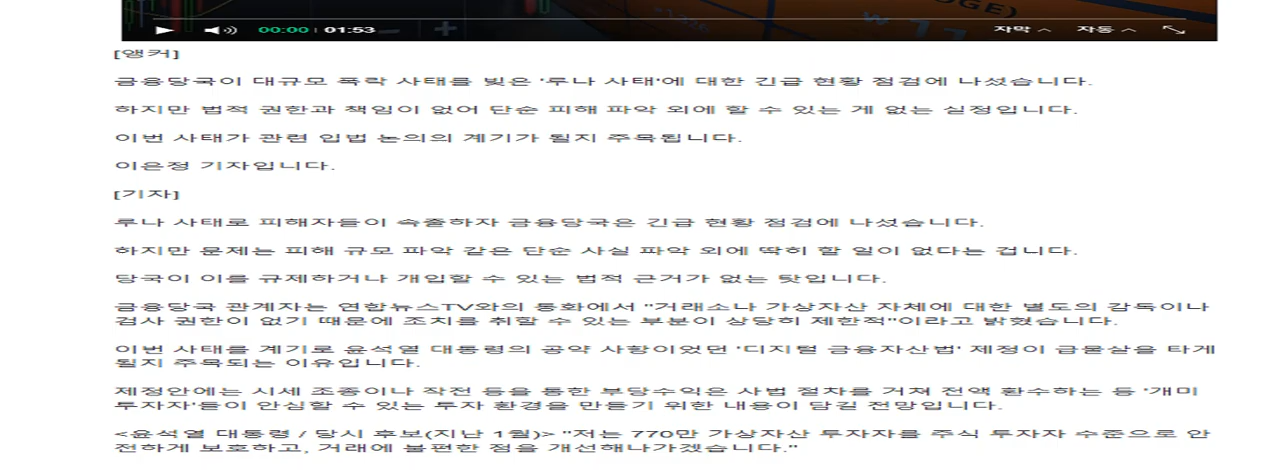 OGE)
W 77
00:00 | 01:53
자막
자동
[앵커]
금융당국이 대규모 폭락 사태를 빚은 '루나 사태'에 대한 긴급 현황 점검에 나섰습니다.
하지만 법적 권한과 책임이 없어 단순 피해 파악 외에 할 수 있는 게 없는 실정입니다.
이번 사태가 관련 입법 논의의 계기가 될지 주목됩니다.
이은정 기자입니다.
[기자]
루나 사태로 피해자들이 속출하자 금융당국은 긴급 현황 점검에 나섰습니다.
하지만 문제는 피해 규모 파악 같은 단순 사실 파악 외에 딱히 할 일이 없다는 겁니다.
당국이 이를 규제하거나 개입할 수 있는 법적 근거가 없는 탓입니다.
금융당국 관계자는 연합뉴스TV와의 통화에서 "거래소나 가상자산 자체에 대한 별도의 감독이나
검사 권한이 없기 때문에 조치를 취할 수 있는 부분이 상당히 제한적"이라고 밝혔습니다.
이번 사태를 계기로 윤석열 대통령의 공약 사항이었던 '디지털 금융자산법' 제정이 급물살을 타게
될지 주목되는 이유입니다.
제정안에는 시세 조종이나 작전 등을 통한 부당수익은 사법 절차를 거쳐 전액 환수하는 등 '개미
투자자'들이 안심할 수 있는 투자 환경을 만들기 위한 내용이 담길 전망입니다.
<윤석열 대통령 / 당시 후보(지난 1월)> "저는 770만 가상자산 투자자를 주식 투자자 수준으로 안
전하게 보호하고, 거래에 불편한 점을 개선해나가겠습니다."